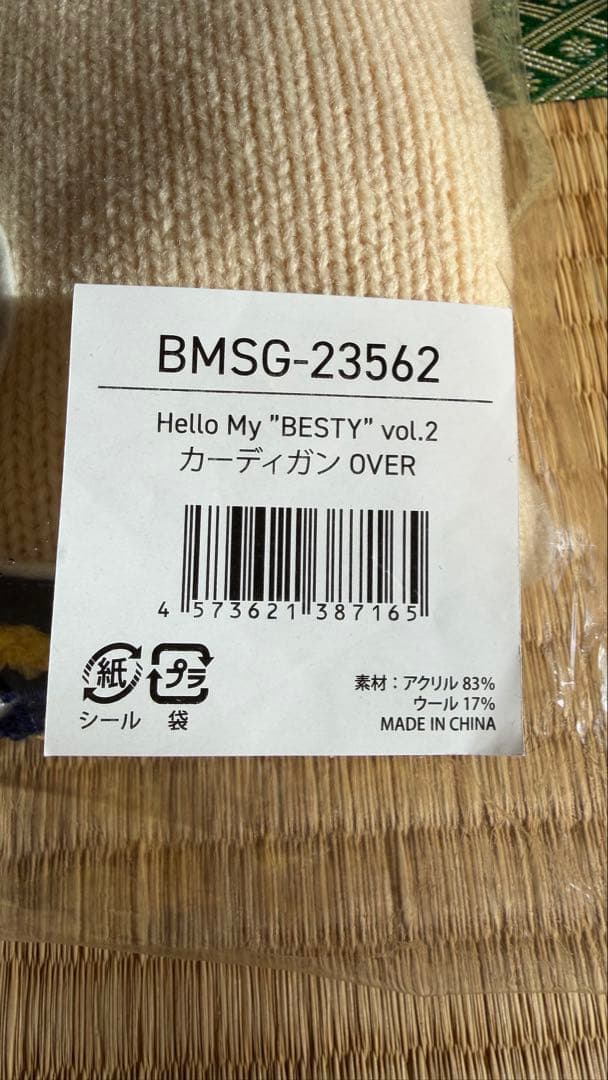 BMSG-23562
Hello My ”BESTY” vol.2
カーディガン OVER
4 573621 387165
紙 プラ
シール 袋
素材：アクリル 83%
ウール 17%
MADE IN CHINA